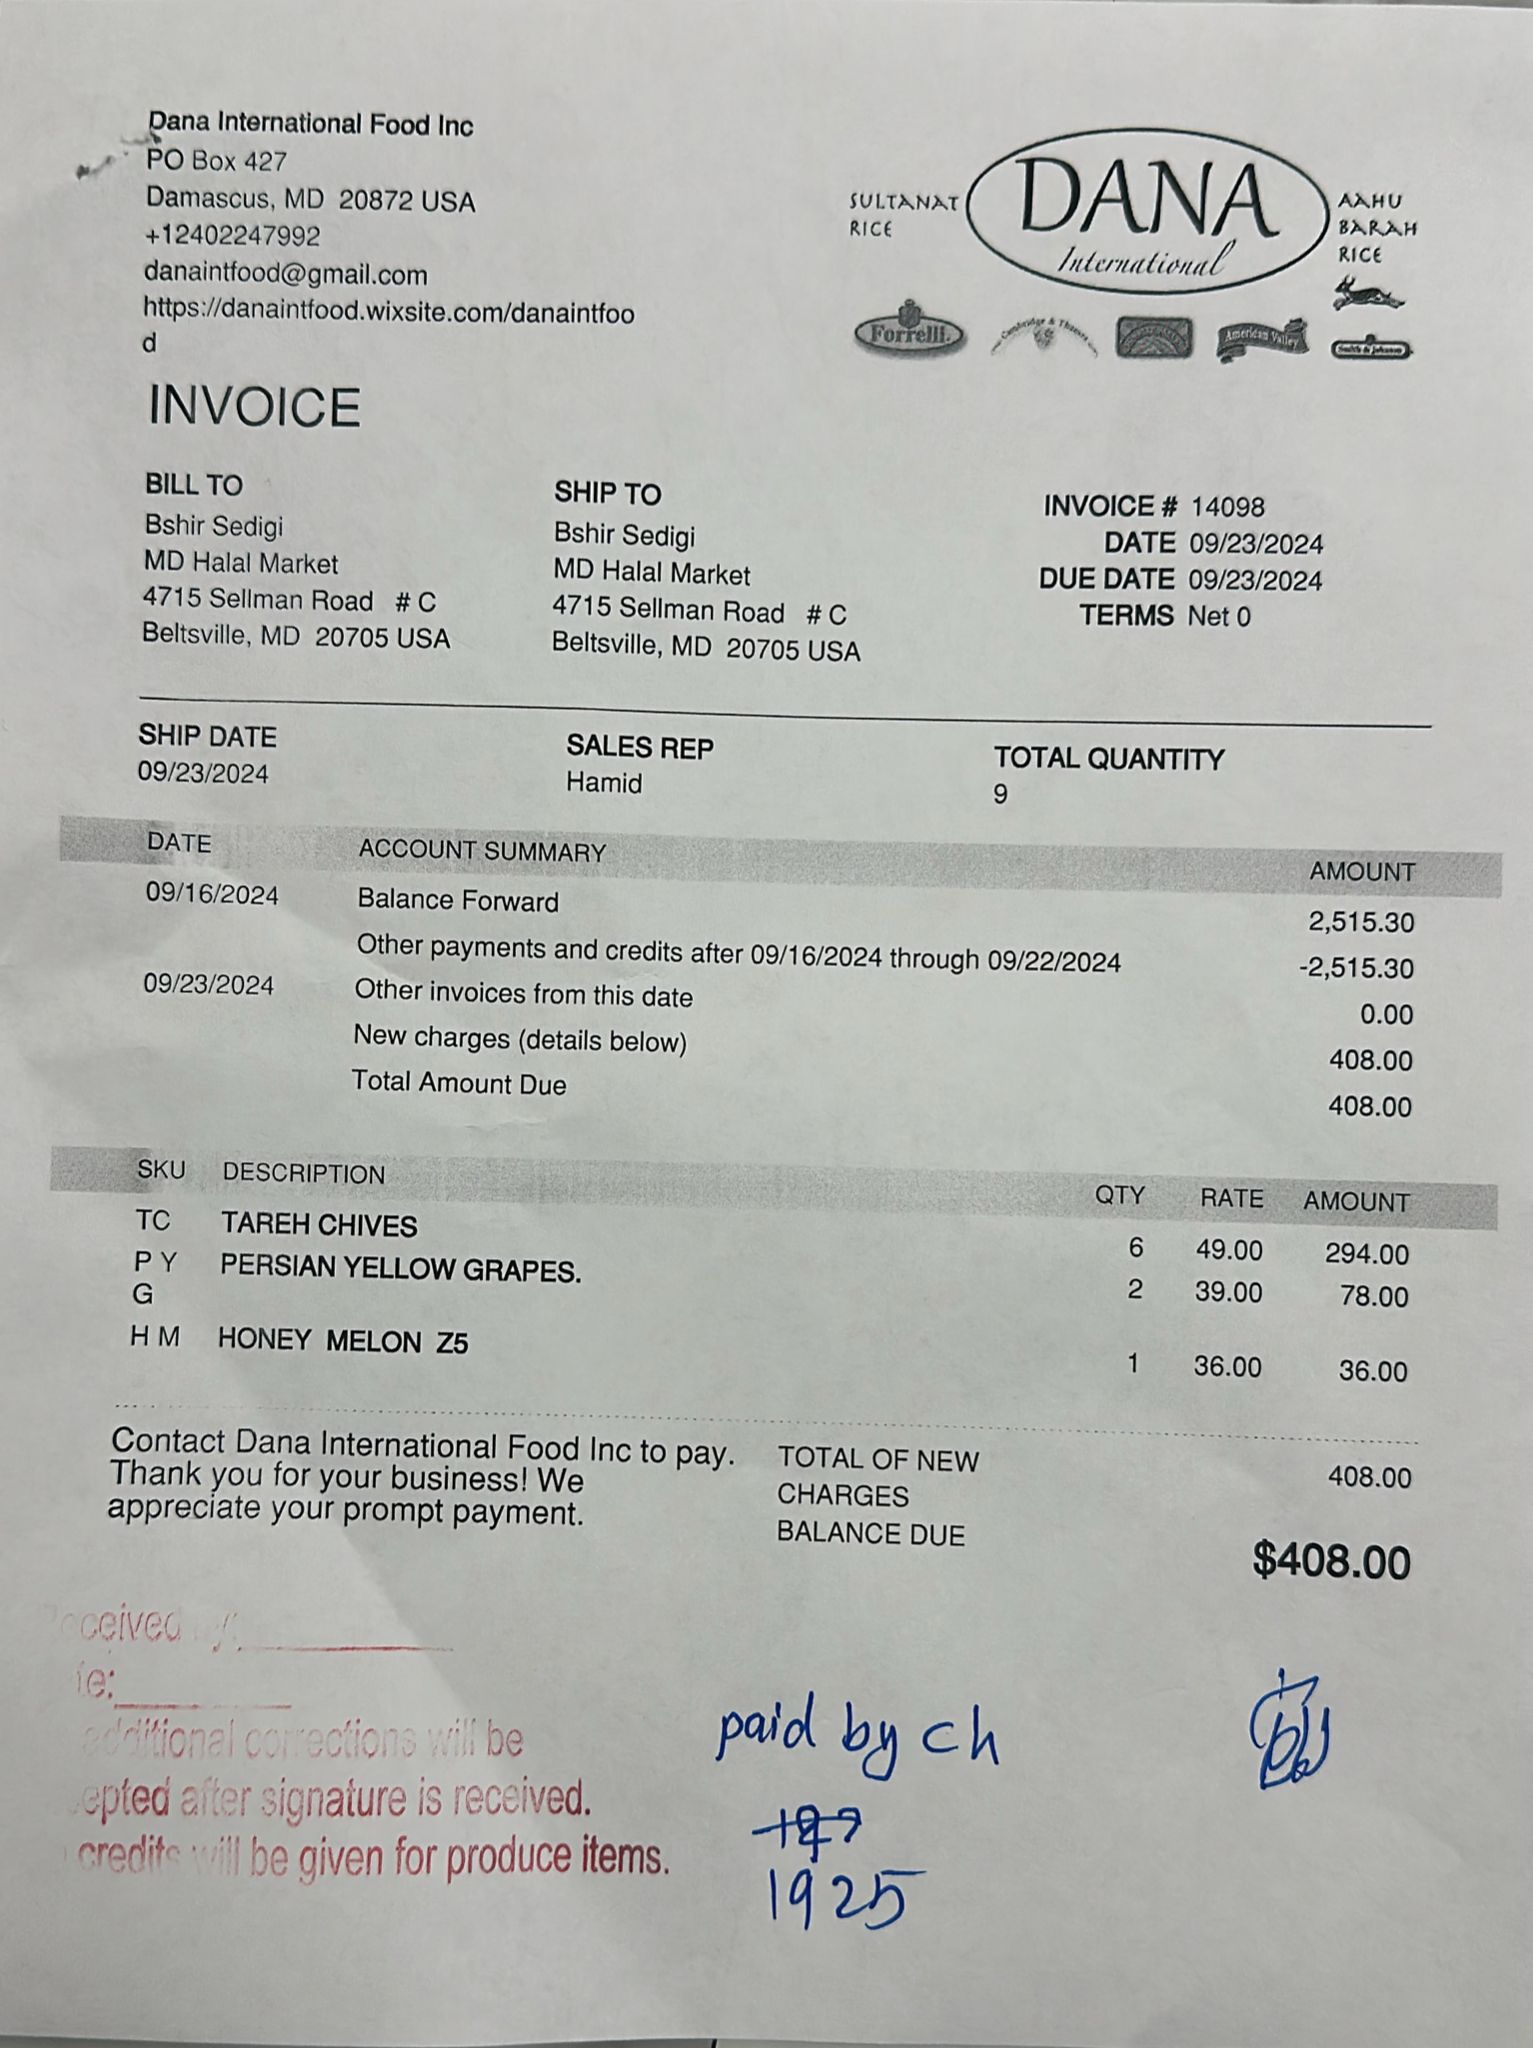 Dana International Food Inc
PO Box 427
Damascus, MD 20872 USA
+12402247992
danaintfood@gmail.com
https://danaintfood.wixsite.com/danaintfoo
d
SULTANAT
RICE
DANA
International
AAHU
BARAH
RICE
Forrelli
Cambridge & Thames
American Valley
INVOICE
BILL TO
Bshir Sedigi
MD Halal Market
4715 Sellman Road # C
Beltsville, MD 20705 USA
SHIP TO
Bshir Sedigi
MD Halal Market
4715 Sellman Road # C
Beltsville, MD 20705 USA
INVOICE # 14098
DATE 09/23/2024
DUE DATE 09/23/2024
TERMS Net 0
SHIP DATE
09/23/2024
SALES REP
Hamid
TOTAL QUANTITY
9
DATE ACCOUNT SUMMARY AMOUNT
09/16/2024 Balance Forward 2,515.30
Other payments and credits after 09/16/2024 through 09/22/2024 -2,515.30
09/23/2024 Other invoices from this date 0.00
New charges (details below) 408.00
Total Amount Due 408.00
SKU DESCRIPTION QTY RATE AMOUNT
TC TAREH CHIVES 6 49.00 294.00
P Y PERSIAN YELLOW GRAPES. 2 39.00 78.00
G
H M HONEY MELON Z5 1 36.00 36.00
Contact Dana International Food Inc to pay.
Thank you for your business! We
appreciate your prompt payment.
TOTAL OF NEW 408.00
CHARGES
BALANCE DUE $408.00
ceived
te:
additional corrections will be
epted after signature is received.
credits will be given for produce items.
paid by ch
1925